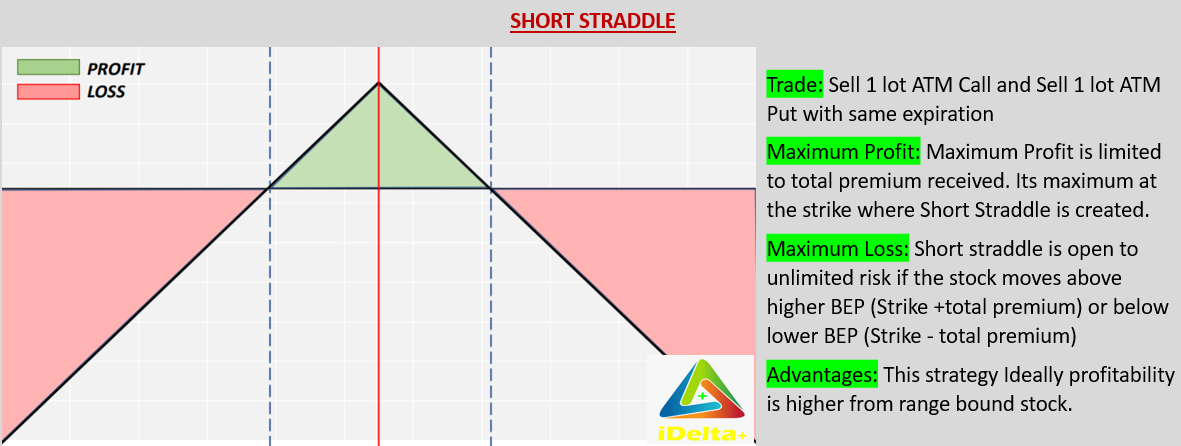 SHORT STRADDLE
PROFIT
LOSS
Trade: Sell 1 lot ATM Call and Sell 1 lot ATM
Put with same expiration
Maximum Profit: Maximum Profit is limited
to total premium received. Its maximum at
the strike where Short Straddle is created.
Maximum Loss: Short straddle is open to
unlimited risk if the stock moves above
higher BEP (Strike +total premium) or below
lower BEP (Strike - total premium)
Advantages: This strategy Ideally profitability
is higher from range bound stock.
+
iDelta+